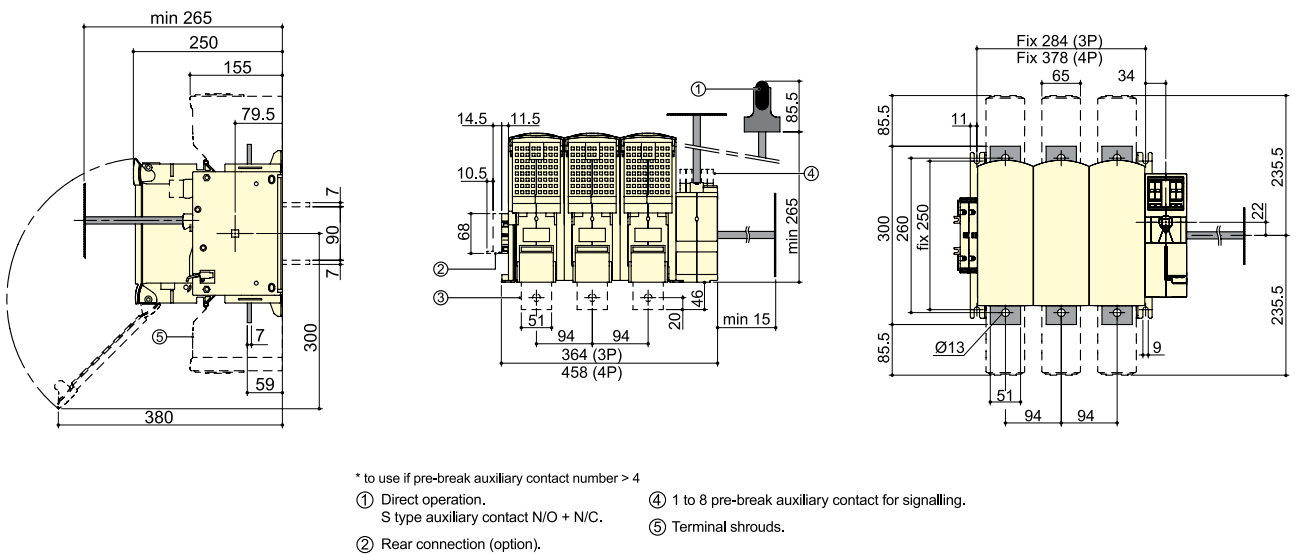 min 265
250
155
79.5
7
90
7
300
7
59
380
⑤
①
85.5
14.5
11.5
10.5
④
68
min 265
②
③
46
20
51
min 15
94
94
364 (3P)
458 (4P)
Fix 284 (3P)
Fix 378 (4P)
65
34
85.5
11
235.5
22
300
260
fix 250
235.5
85.5
Ø13
9
51
94
94
* to use if pre-break auxiliary contact number > 4
① Direct operation.
S type auxiliary contact N/O + N/C.
② Rear connection (option).
④ 1 to 8 pre-break auxiliary contact for signalling.
⑤ Terminal shrouds.